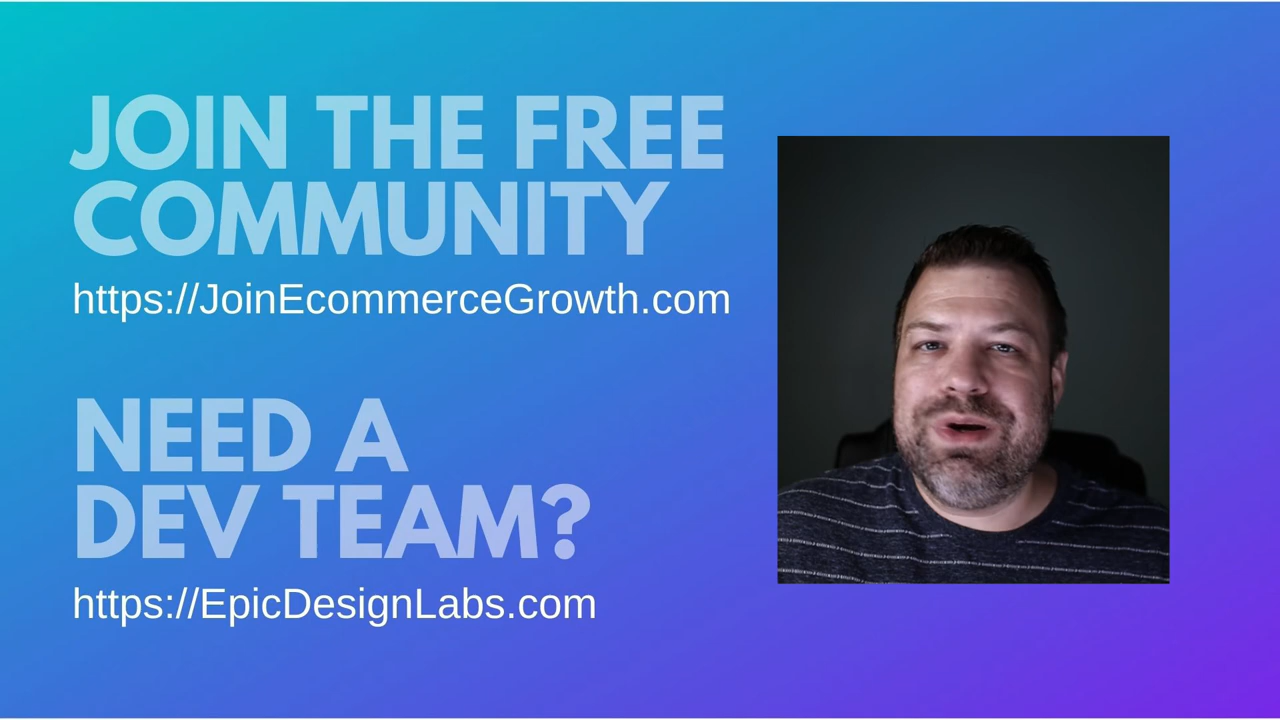 JOIN THE FREE
COMMUNITY
https://JoinEcommerceGrowth.com
NEED A
DEV TEAM?
https://EpicDesignLabs.com